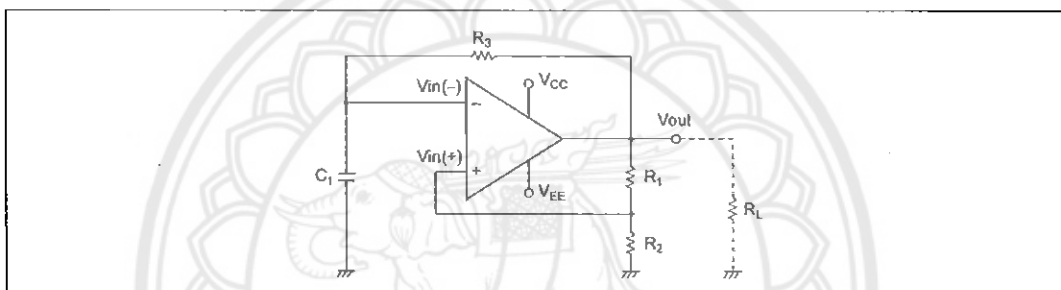 R3
Vin(−)
−
VCC
Vout
Vin(+)
+
C1
VEE
R1
RL
R2